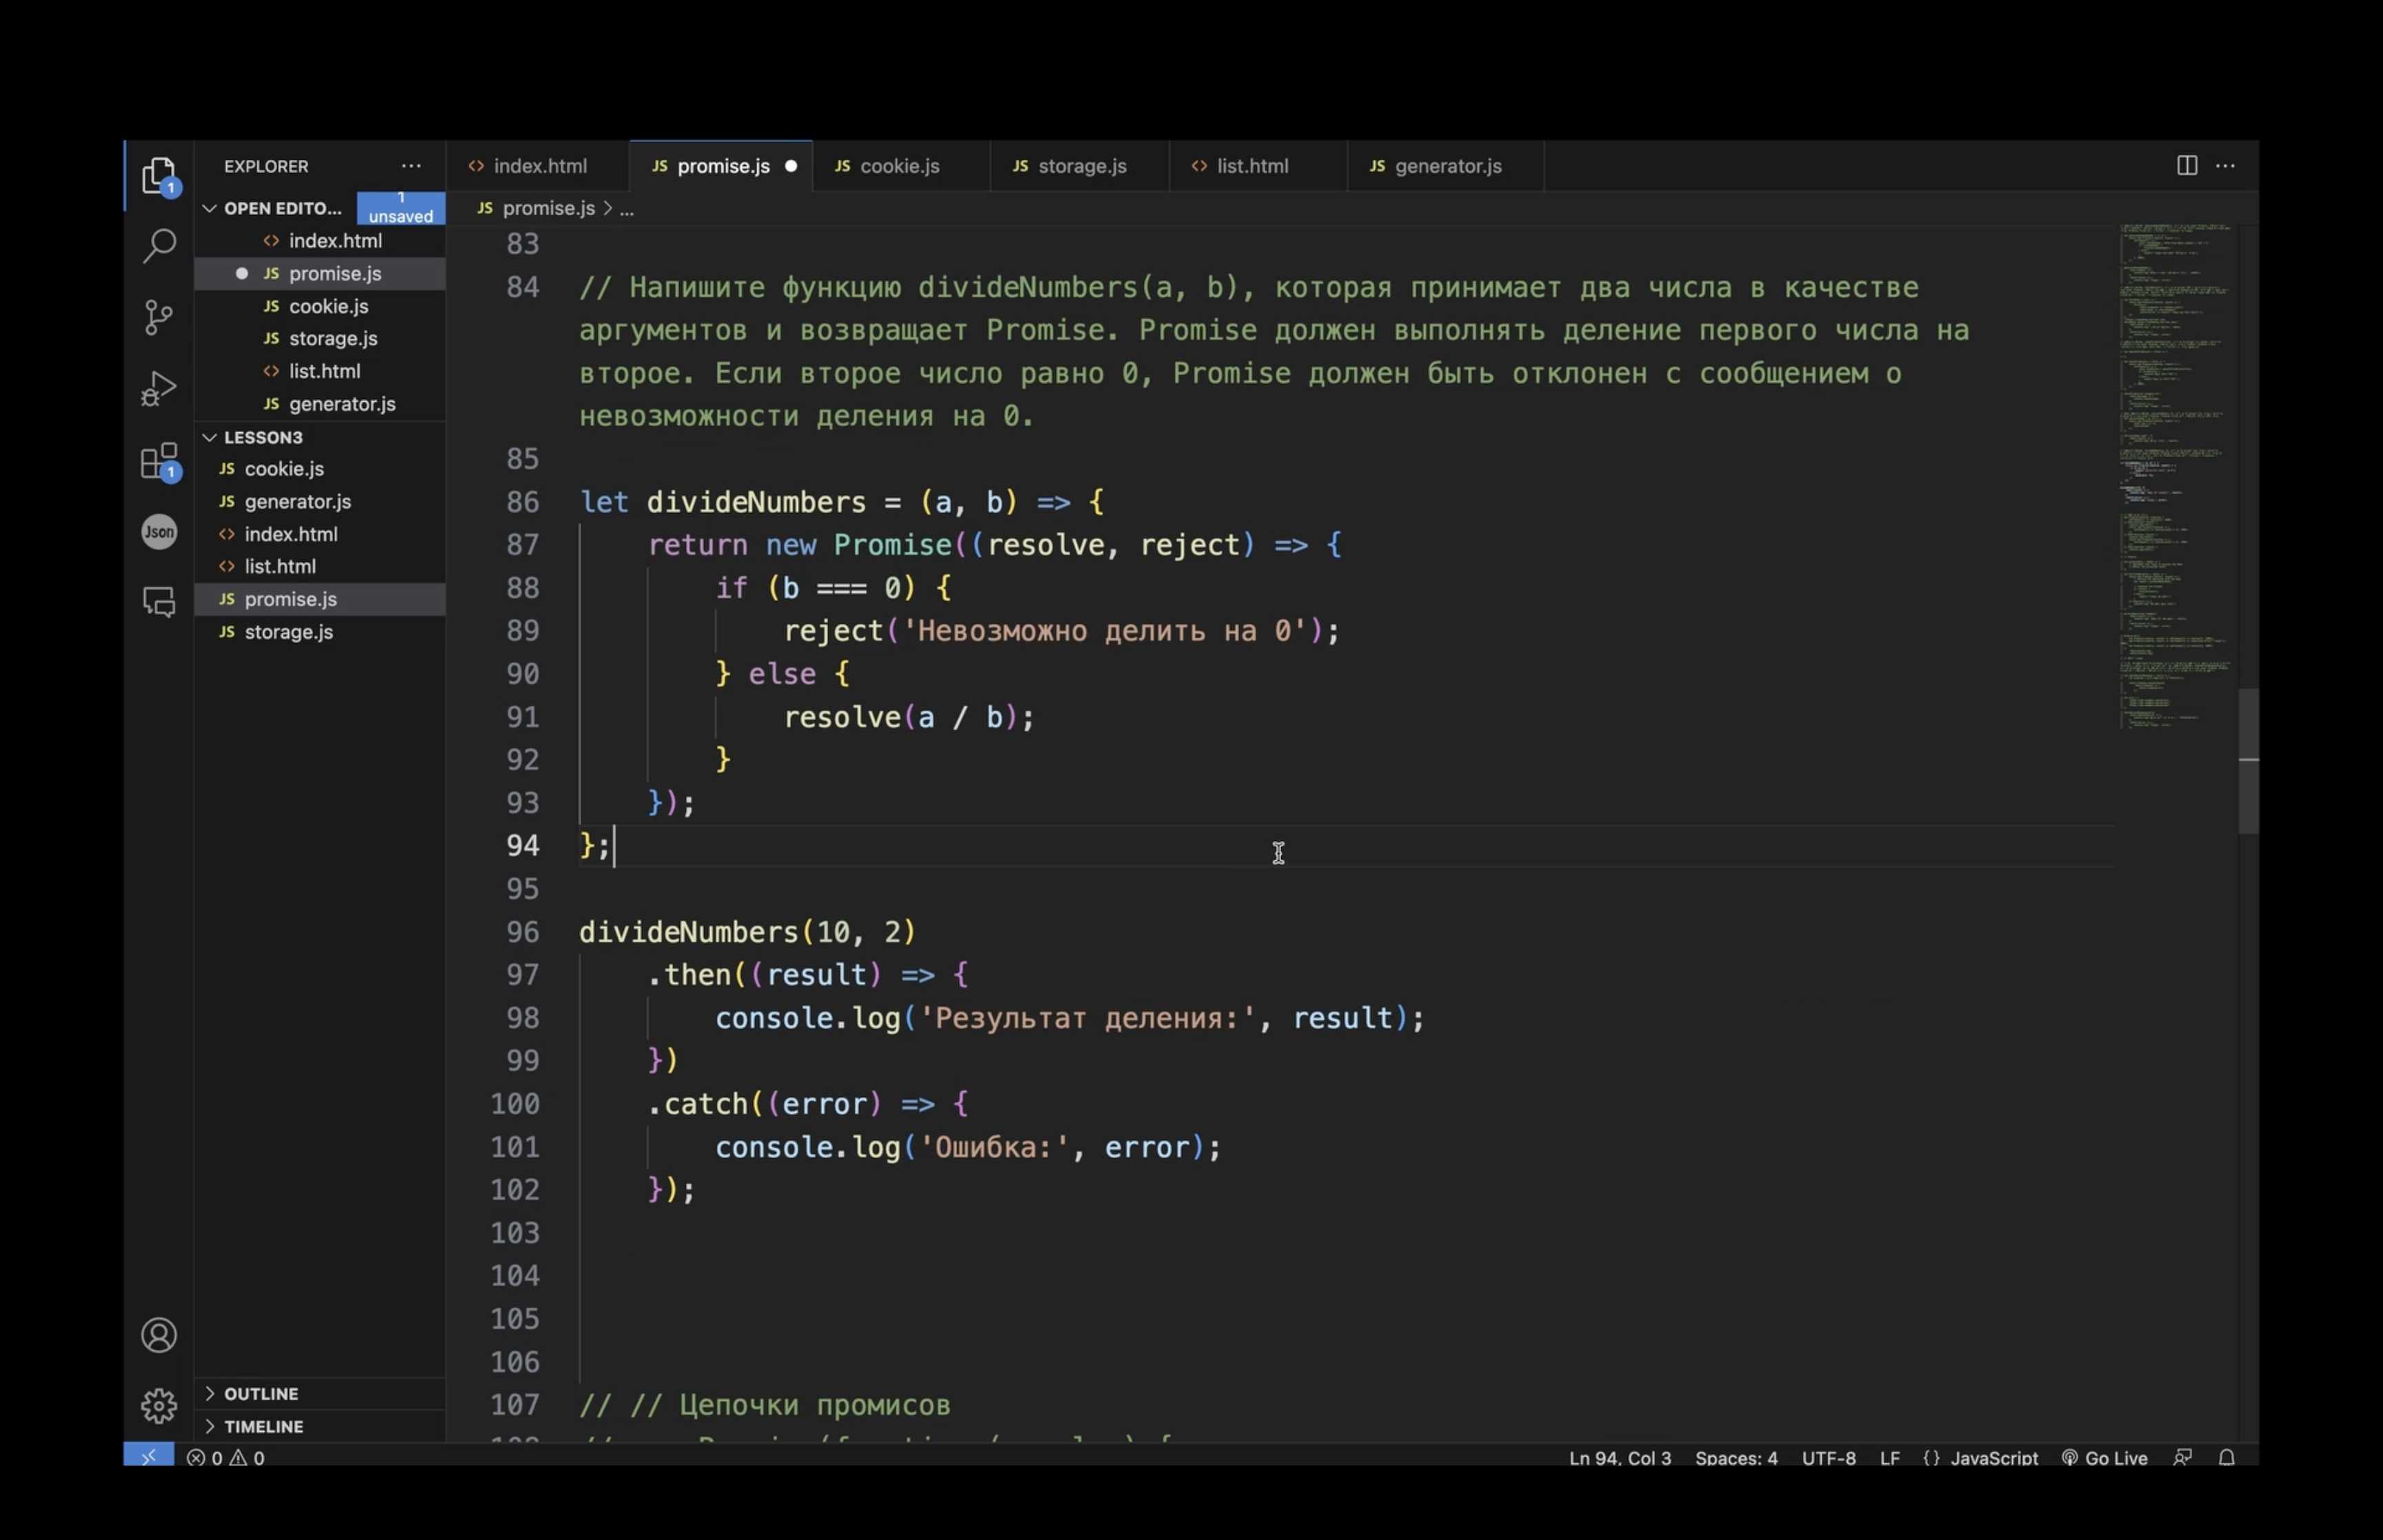 EXPLORER
index.html
promise.js
cookie.js
storage.js
list.html
generator.js
OPEN EDITO...
1 unsaved
promise.js > ...
index.html
promise.js
cookie.js
storage.js
list.html
generator.js
LESSON3
cookie.js
generator.js
index.html
list.html
promise.js
storage.js
Json
1
1
OUTLINE
TIMELINE
83
84 // Напишите функцию divideNumbers(a, b), которая принимает два числа в качестве
аргументов и возвращает Promise. Promise должен выполнять деление первого числа на
второе. Если второе число равно 0, Promise должен быть отклонен с сообщением о
невозможности деления на 0.
85
86 let divideNumbers = (a, b) => {
87 return new Promise((resolve, reject) => {
88 if (b === 0) {
89 reject('Невозможно делить на 0');
90 } else {
91 resolve(a / b);
92 }
93 });
94 };
95
96 divideNumbers(10, 2)
97 .then((result) => {
98 console.log('Результат деления:', result);
99 })
100 .catch((error) => {
101 console.log('Ошибка:', error);
102 });
103
104
105
106
107 // // Цепочки промисов
0 0
Ln 94, Col 3
Spaces: 4
UTF-8
LF
{} JavaScript
Go Live